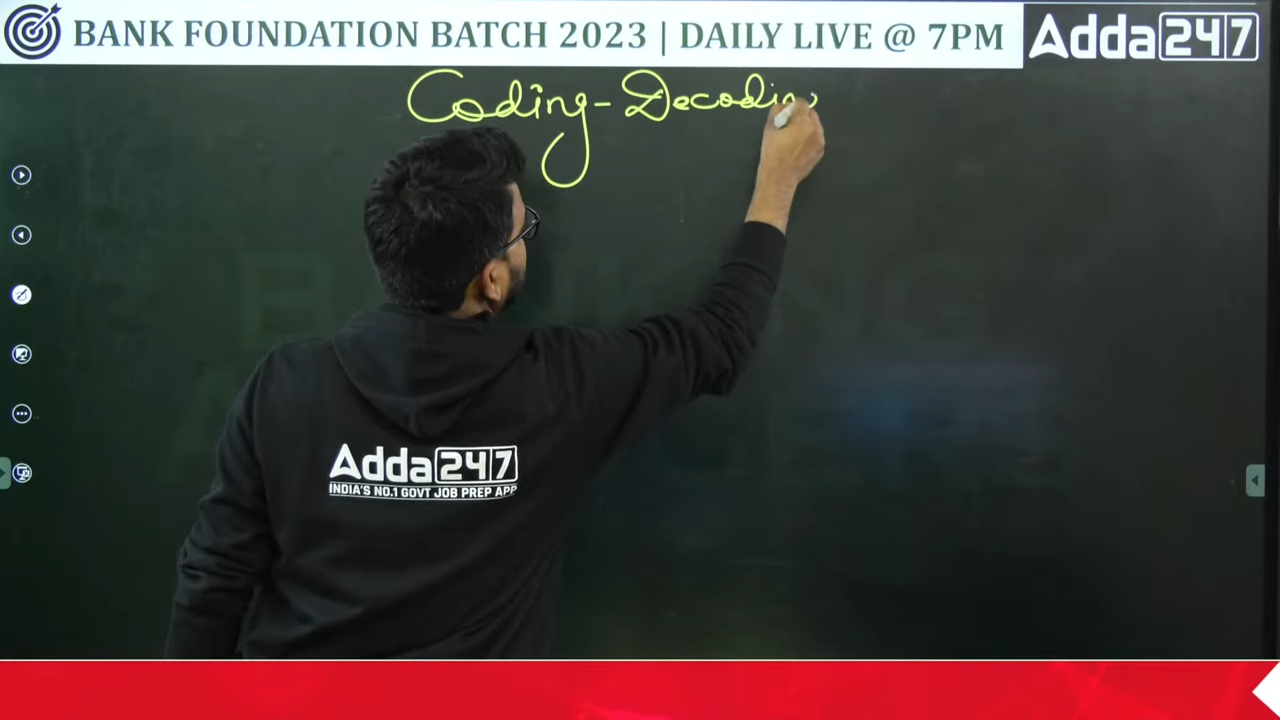 BANK FOUNDATION BATCH 2023 | DAILY LIVE @ 7PM
Adda247
Coding-Decodin
Adda247
INDIA'S NO.1 GOVT JOB PREP APP